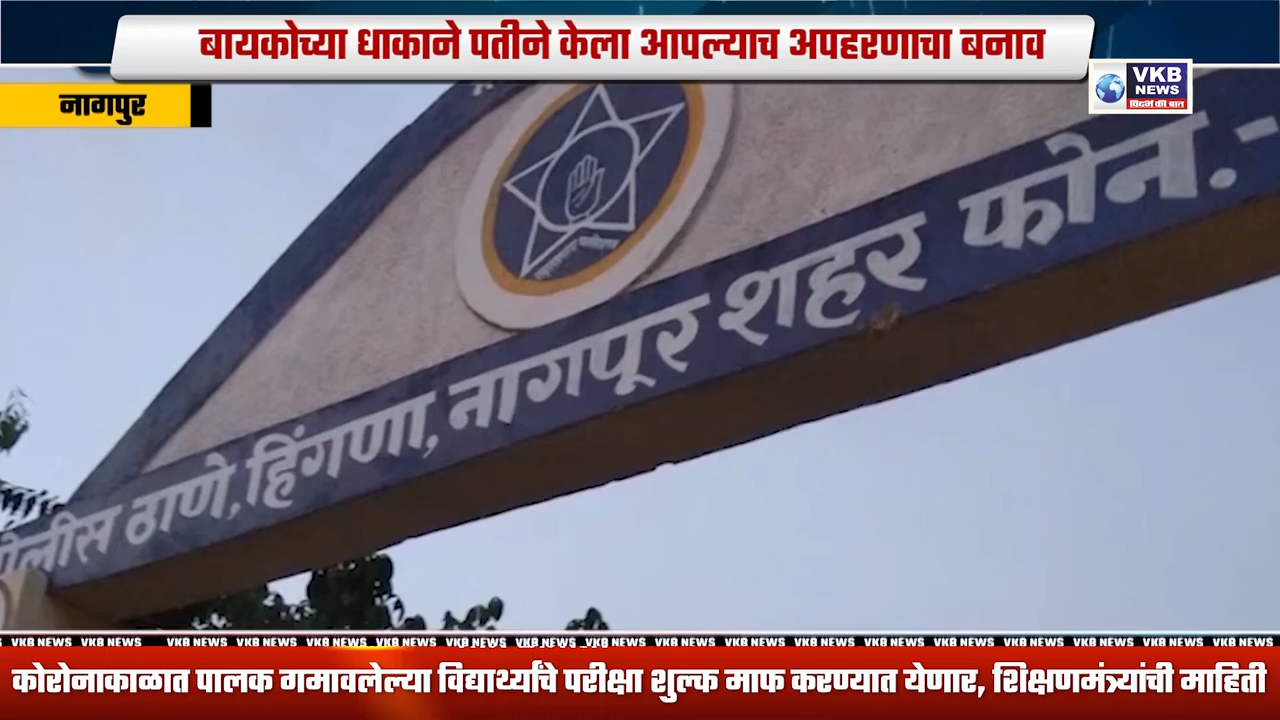 बायकोच्या धाकाने पतीने केला आपल्याच अपहरणाचा बनाव
VKB
NEWS
विदर्भ की बात
नागपुर
पोलीस ठाणे, हिंगणा, नागपूर शहर फोन.-
VKB NEWS VKB NEWS VKB NEWS VKB NEWS VKB NEWS VKB NEWS VKB NEWS VKB NEWS VKB NEWS VKB NEWS VKB NEWS VKB NEWS VKB NEWS VKB NEWS VKB NEWS VKB NEWS VKB NEWS VKB NEWS
कोरोनाकाळात पालक गमावलेल्या विद्यार्थ्यांचे परीक्षा शुल्क माफ करण्यात येणार, शिक्षणमंत्र्यांची माहिती